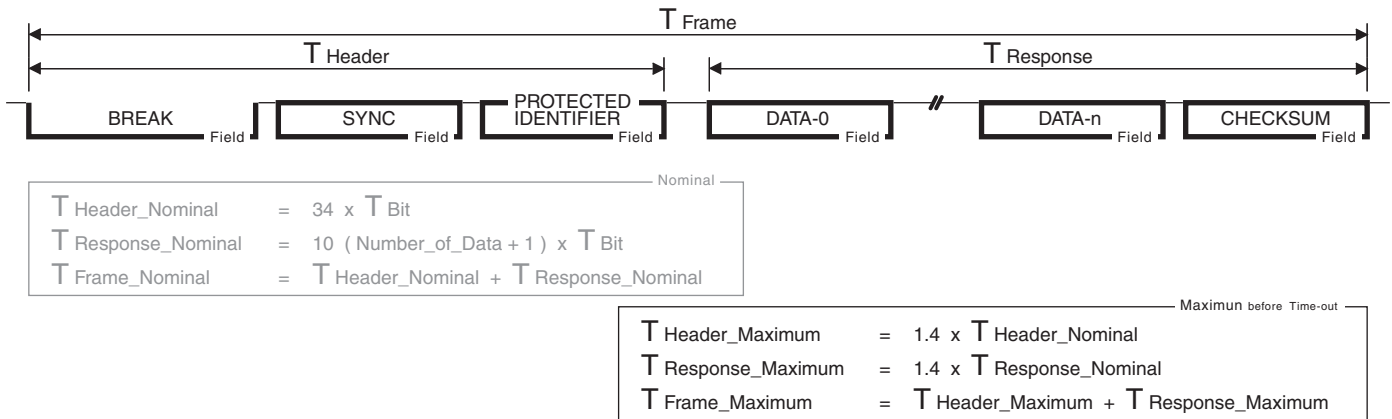 T Frame
T Header
T Response
BREAK Field
SYNC Field
PROTECTED
IDENTIFIER Field
DATA-0 Field
DATA-n Field
CHECKSUM Field
Nominal
T Header_Nominal = 34 x T Bit
T Response_Nominal = 10 ( Number_of_Data + 1 ) x T Bit
T Frame_Nominal = T Header_Nominal + T Response_Nominal
Maximun before Time-out
T Header_Maximum = 1.4 x T Header_Nominal
T Response_Maximum = 1.4 x T Response_Nominal
T Frame_Maximum = T Header_Maximum + T Response_Maximum